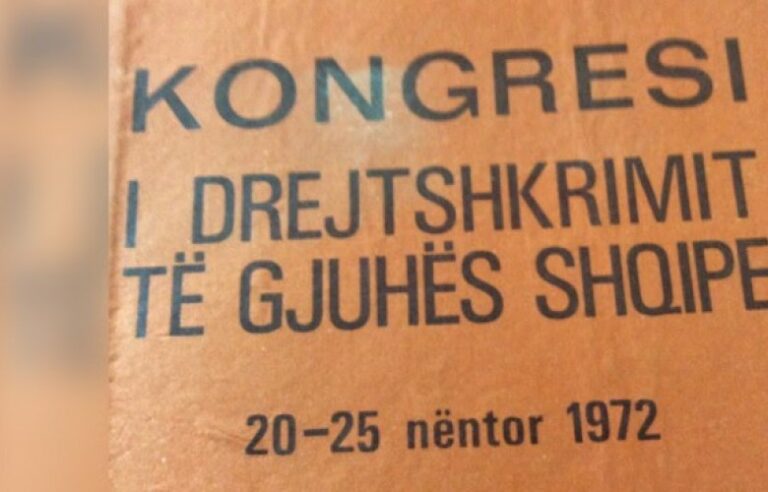 KONGRESI
I DREJTSHKRIMIT
TË GJUHËS SHQIPE
20-25 nëntor 1972